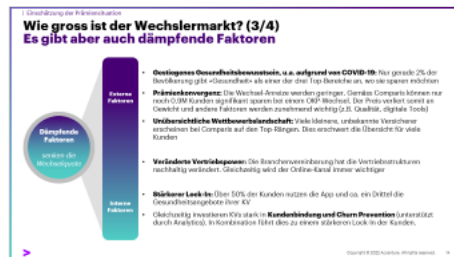 | Einschätzung der Prämiensituation
Wie gross ist der Wechslermarkt? (3/4)
Es gibt aber auch dämpfende Faktoren
Dämpfende
Faktoren
senken die
Wechselquote
Externe
Faktoren
• Gestiegenes Gesundheitsbewusstsein, u.a. aufgrund von COVID-19: Nur gerade 2% der
Bevölkerung gibt «Gesundheit» als einer der drei Top-Bereiche an, wo sie sparen möchten
• Prämienkonvergenz: Die Wechsel-Anreize werden geringer. Gemäss Comparis können nur
noch 0,9M Kunden signifikant sparen bei einem OKP-Wechsel. Der Preis verliert somit an
Gewicht und andere Faktoren werden zunehmend wichtig (z.B. Qualität, digitale Tools)
• Unübersichtliche Wettbewerbslandschaft: Viele kleinere, unbekannte Versicherer
erscheinen bei Comparis auf den Top-Rängen. Dies erschwert die Übersicht für viele
Kunden
• Veränderte Vertriebspower: Die Branchenvereinbarung hat die Vertriebsstrukturen
nachhaltig verändert. Gleichzeitig wird der Online-Kanal immer wichtiger
Interne
Faktoren
• Stärkerer Lock-In: Über 50% der Kunden nutzen die App und ca. ein Drittel die
Gesundheitsangebote ihrer KV
• Gleichzeitig investieren KVs stark in Kundenbindung und Churn Prevention (unterstützt
durch Analytics). In Kombination führt dies zu einem stärkeren Lock-In der Kunden.
Copyright © 2022 Accenture. All rights reserved.